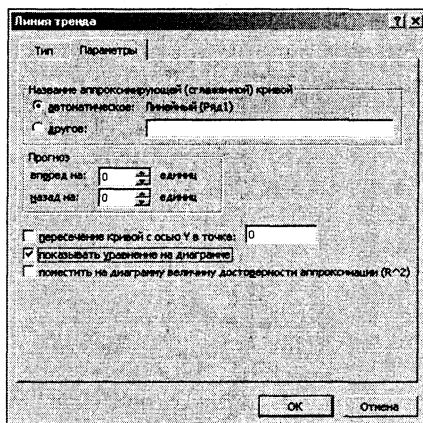 Линия тренда
Тип Параметры
Название аппроксимирующей (сглаженной) кривой
автоматическое: Линейный (Ряд1)
другое:
Прогноз
вперед на: 0 единиц
назад на: 0 единиц
пересечение кривой с осью Y в точке: 0
показывать уравнение на диаграмме
поместить на диаграмму величину достоверности аппроксимации (R^2)
ОК Отмена